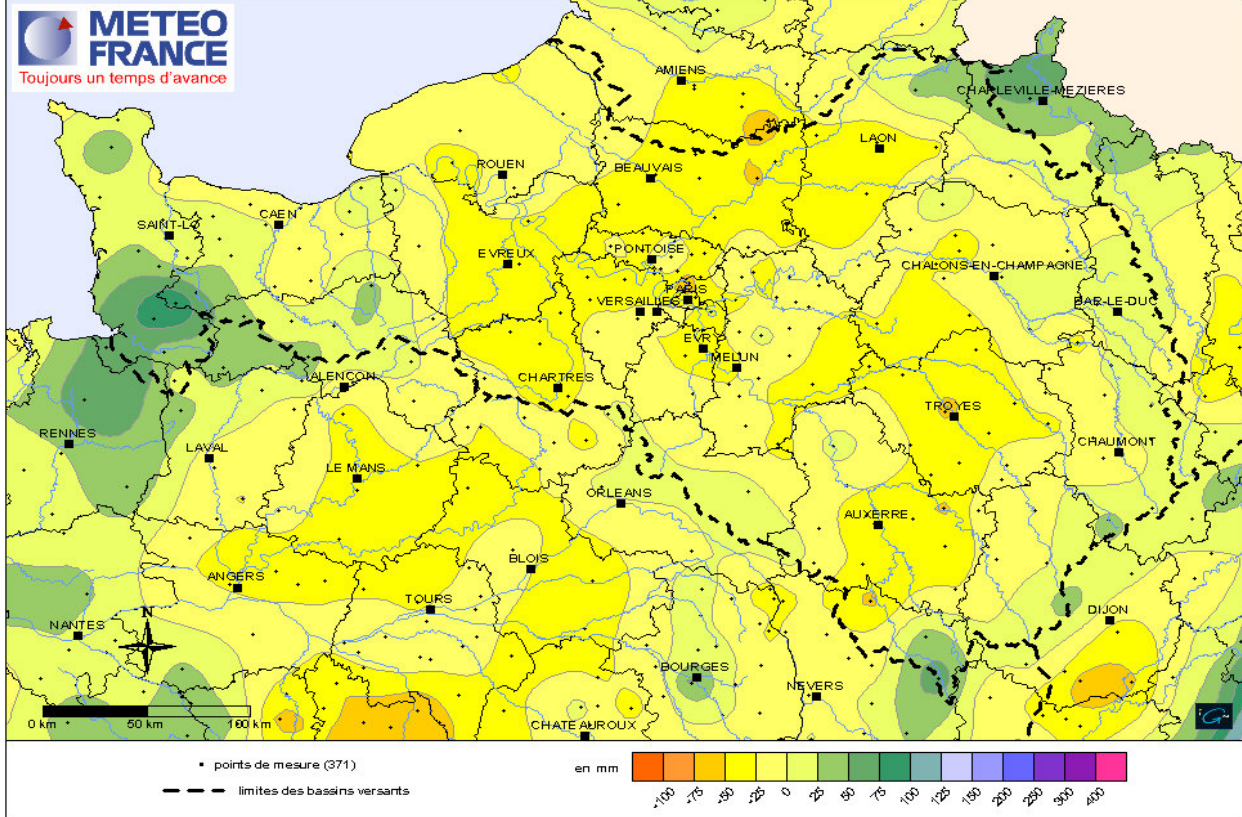 METEO
FRANCE
Toujours un temps d'avance
AMIENS
CHARLEVILLE-MEZIERES
LAON
ROUEN
BEAUVAIS
CAEN
SAINT-LO
PONTOISE
EVREUX
CHALONS-EN-CHAMPAGNE
PARIS
VERSAILLES
BAR-LE-DUC
EVRY
MELUN
ALENCON
CHARTRES
TROYES
RENNES
LAVAL
CHAUMONT
LE MANS
ORLEANS
AUXERRE
BLOIS
ANGERS
TOURS
N
DIJON
NANTES
BOURGES
NEVERS
0 km 50 km 100 km
CHATEAUROUX
points de mesure (371)
en mm
limites des bassins versants
-100 -75 -50 -25 0 25 50 75 100 125 150 200 250 300 400